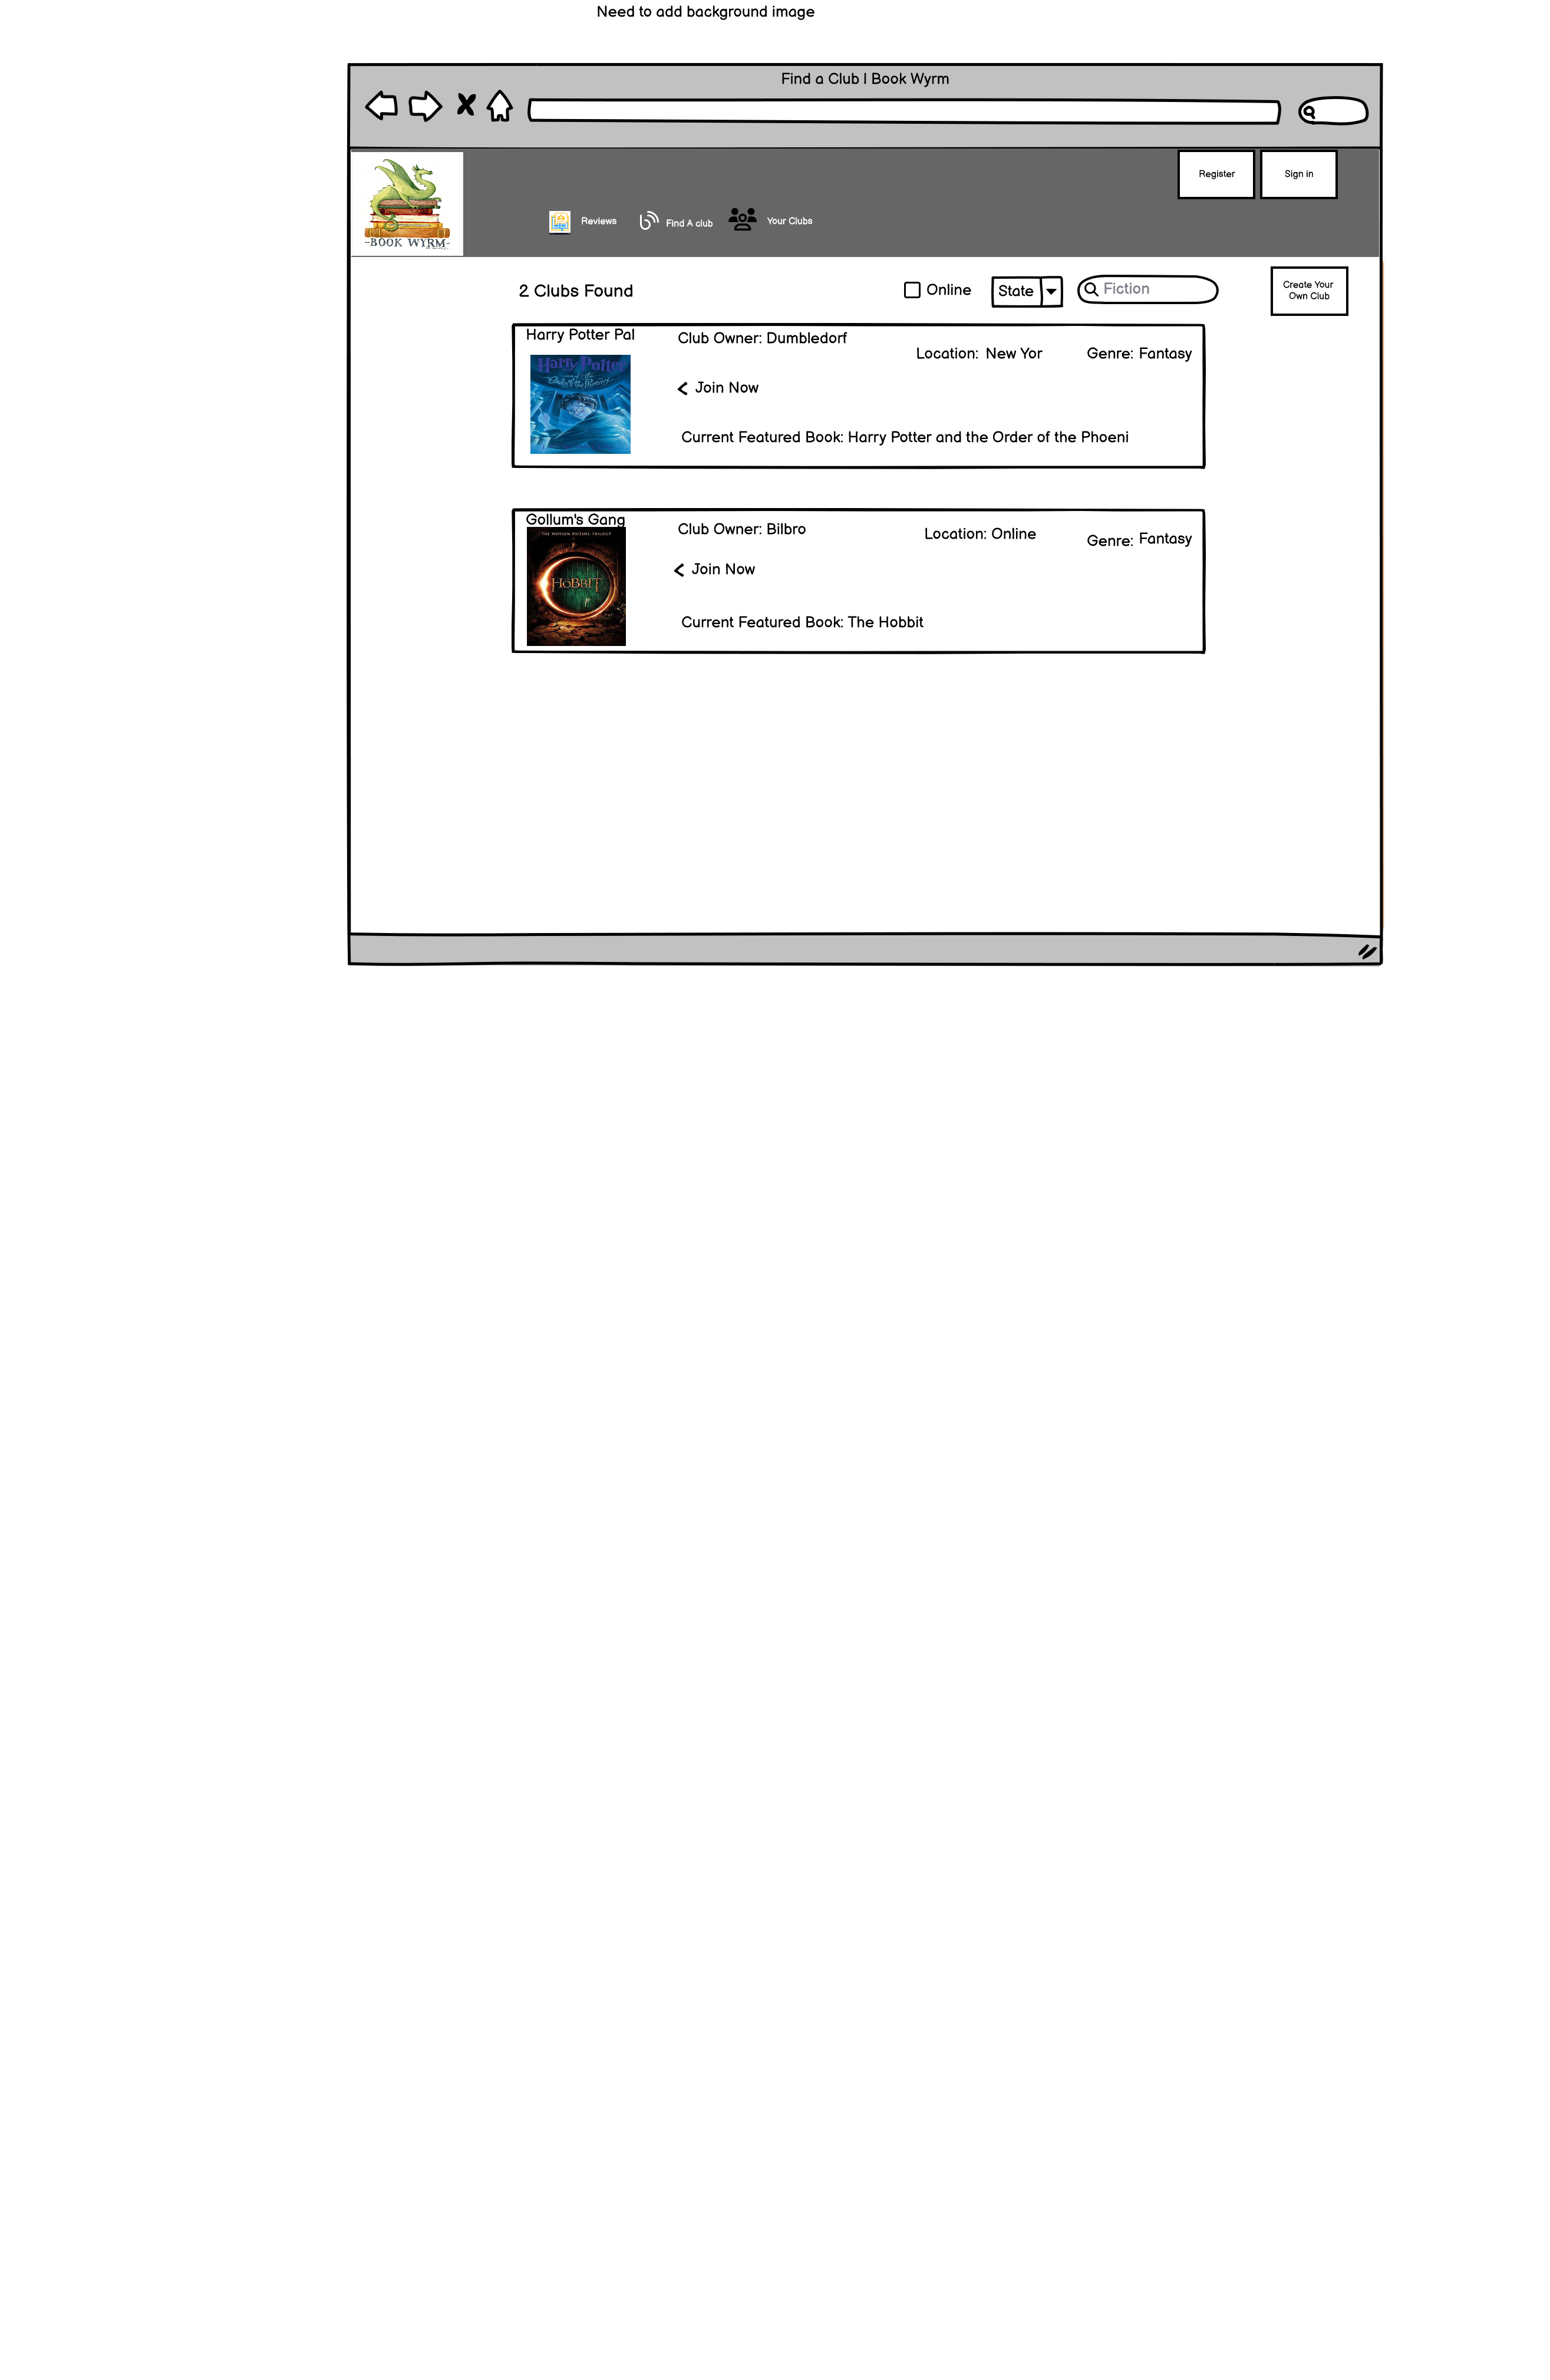 Need to add background image
Find a Club | Book Wyrm
Register
Sign in
-BOOK WYRM-
Reviews
Find A club
Your Clubs
2 Clubs Found
Online
State
Fiction
Create Your
Own Club
Harry Potter Pal
Club Owner: Dumbledorf
Location: New Yor
Genre: Fantasy
Harry Potter
and the
Order of the Phoenix
Join Now
Current Featured Book: Harry Potter and the Order of the Phoeni
Gollum's Gang
Club Owner: Bilbro
Location: Online
Genre: Fantasy
THE MOTION PICTURE TRILOGY
Join Now
THE HOBBIT
Current Featured Book: The Hobbit